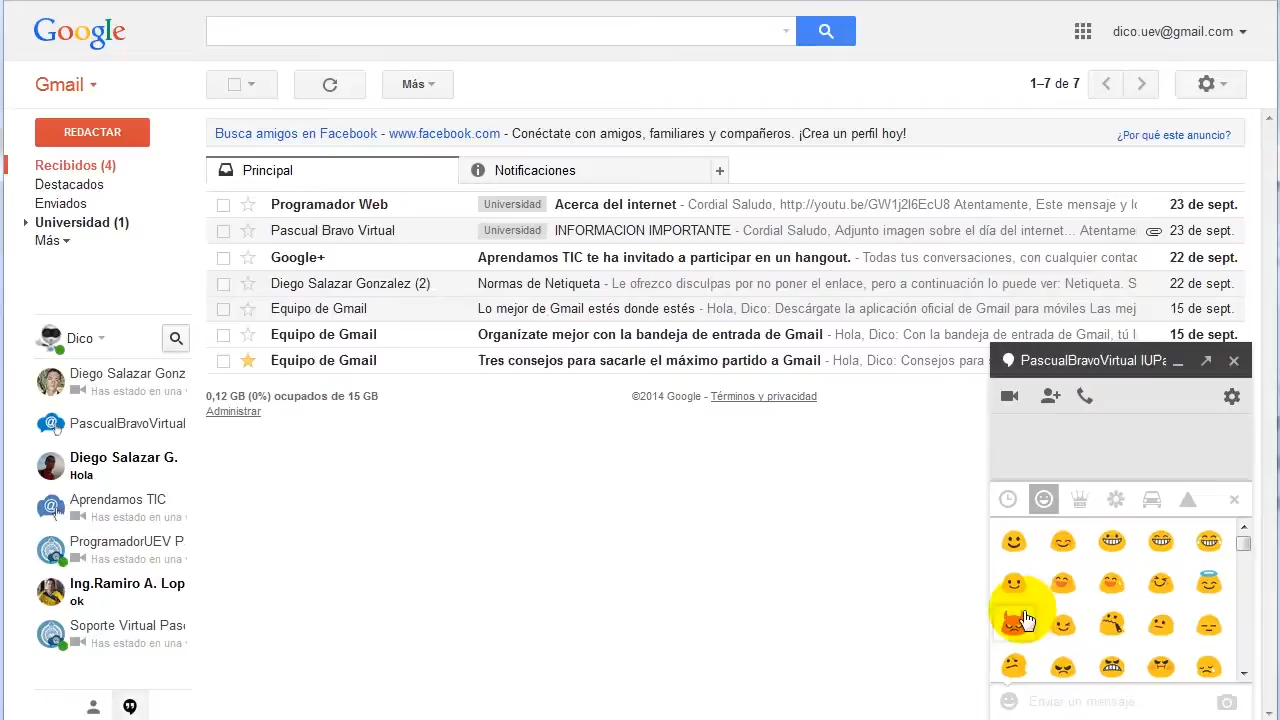 Google
dico.uev@gmail.com
Gmail
Más
1–7 de 7
REDACTAR
Busca amigos en Facebook - www.facebook.com - Conéctate con amigos, familiares y compañeros. ¡Crea un perfil hoy!
¿Por qué este anuncio?
Recibidos (4)
Destacados
Enviados
Universidad (1)
Más
Principal
Notificaciones
+
Programador Web Universidad Acerca del internet - Cordial Saludo, http://youtu.be/GW1j2l6EcU8 Atentamente, Este mensaje y lo 23 de sept.
Pascual Bravo Virtual Universidad INFORMACION IMPORTANTE - Cordial Saludo, Adjunto imagen sobre el día del internet... Atentame 23 de sept.
Google+ Aprendamos TIC te ha invitado a participar en un hangout. - Todas tus conversaciones, con cualquier contac 22 de sept.
Diego Salazar Gonzalez (2) Normas de Netiqueta - Le ofrezco disculpas por no poner el enlace, pero a continuación lo puede ver: Netiqueta. S 22 de sept.
Equipo de Gmail Lo mejor de Gmail estés donde estés - Hola, Dico: Descárgate la aplicación oficial de Gmail para móviles Las mej 15 de sept.
Equipo de Gmail Organízate mejor con la bandeja de entrada de Gmail - Hola, Dico: Con la bandeja de entrada de Gmail, tú l 15 de sept.
Equipo de Gmail Tres consejos para sacarle el máximo partido a Gmail - Hola, Dico: Consejos para s
0,12 GB (0%) ocupados de 15 GB
Administrar
©2014 Google - Términos y privacidad
Dico
Diego Salazar Gonz
Has estado en una v
PascualBravoVirtual
Diego Salazar G.
Hola
Aprendamos TIC
Has estado en una v
ProgramadorUEV P
Has estado en una v
Ing.Ramiro A. Lop
ok
Soporte Virtual Pas
Has estado en una v
PascualBravoVirtual IUPa
Enviar un mensaje...